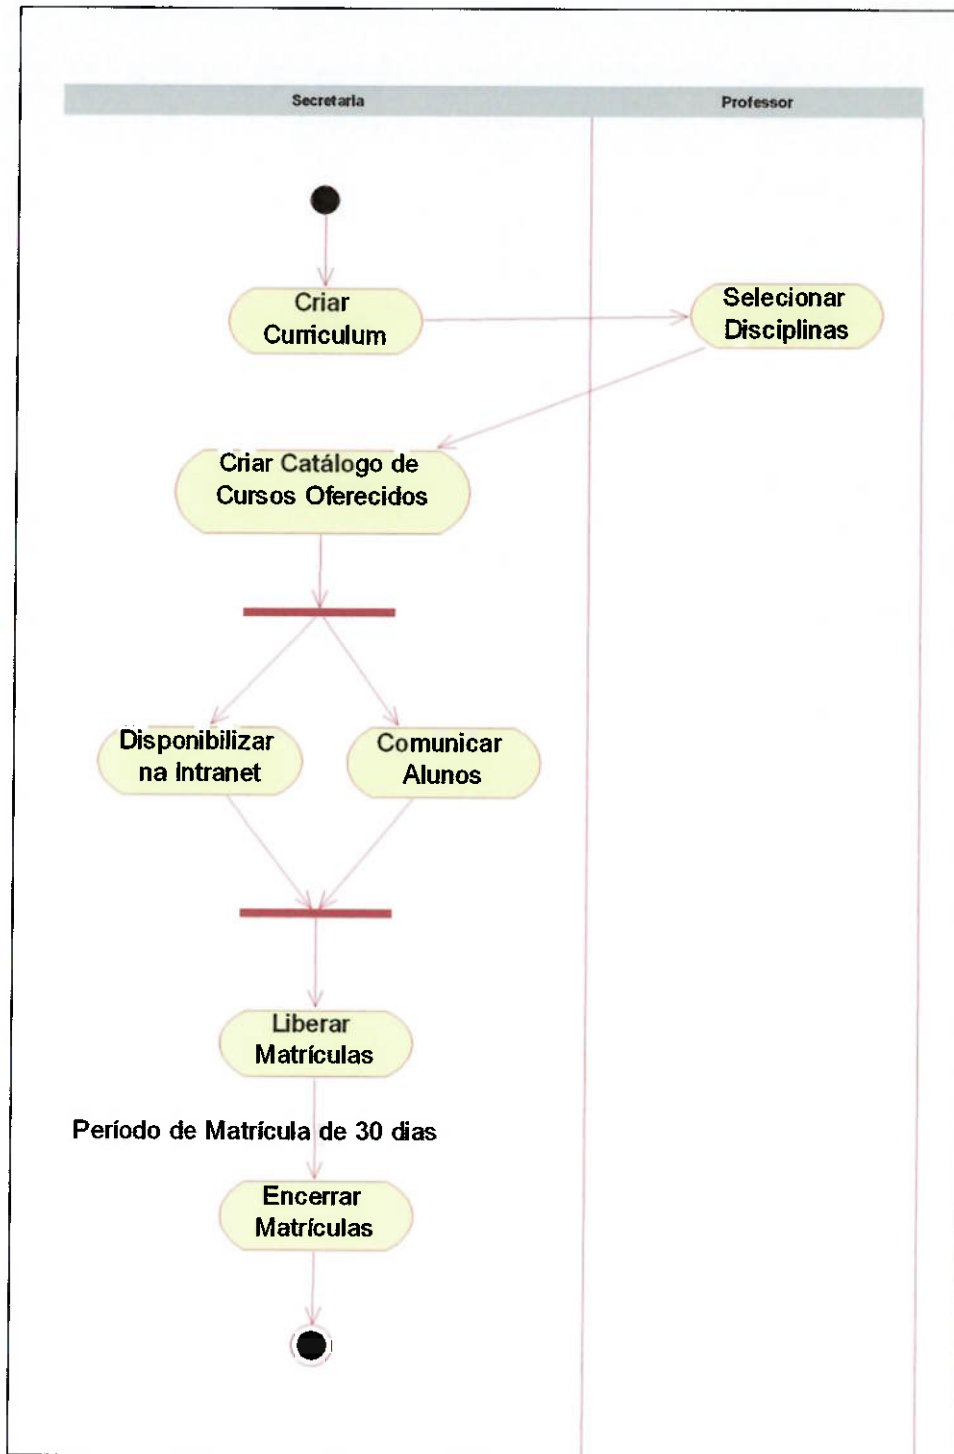 Secretaria
Professor
Criar
Curriculum
Selecionar
Disciplinas
Criar Catálogo de
Cursos Oferecidos
Disponibilizar
na Intranet
Comunicar
Alunos
Liberar
Matrículas
Período de Matrícula de 30 dias
Encerrar
Matrículas